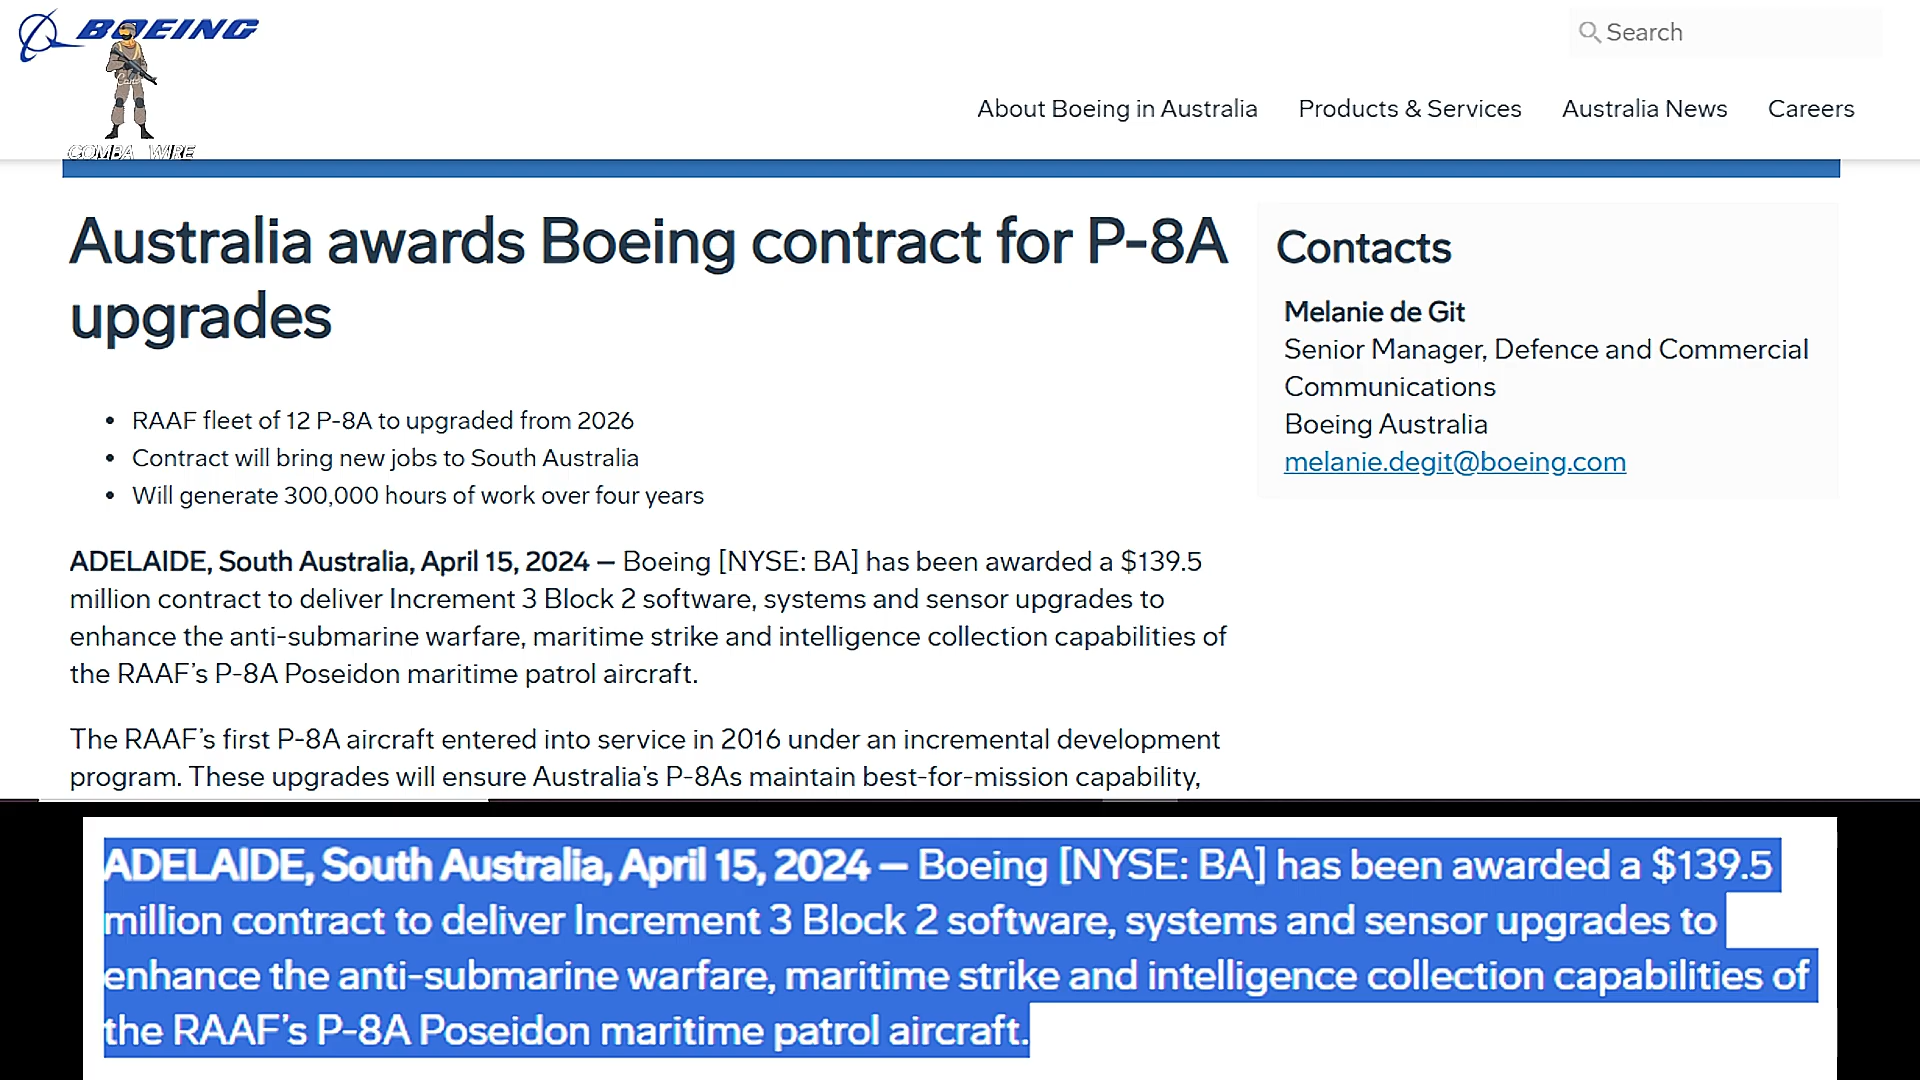 BOEING
Search
COMBA WIRE
About Boeing in Australia
Products & Services
Australia News
Careers
Australia awards Boeing contract for P-8A
upgrades
• RAAF fleet of 12 P-8A to upgraded from 2026
• Contract will bring new jobs to South Australia
• Will generate 300,000 hours of work over four years
ADELAIDE, South Australia, April 15, 2024 — Boeing [NYSE: BA] has been awarded a $139.5
million contract to deliver Increment 3 Block 2 software, systems and sensor upgrades to
enhance the anti-submarine warfare, maritime strike and intelligence collection capabilities of
the RAAF’s P-8A Poseidon maritime patrol aircraft.
The RAAF’s first P-8A aircraft entered into service in 2016 under an incremental development
program. These upgrades will ensure Australia’s P-8As maintain best-for-mission capability,
Contacts
Melanie de Git
Senior Manager, Defence and Commercial
Communications
Boeing Australia
melanie.degit@boeing.com
ADELAIDE, South Australia, April 15, 2024 — Boeing [NYSE: BA] has been awarded a $139.5
million contract to deliver Increment 3 Block 2 software, systems and sensor upgrades to
enhance the anti-submarine warfare, maritime strike and intelligence collection capabilities of
the RAAF’s P-8A Poseidon maritime patrol aircraft.